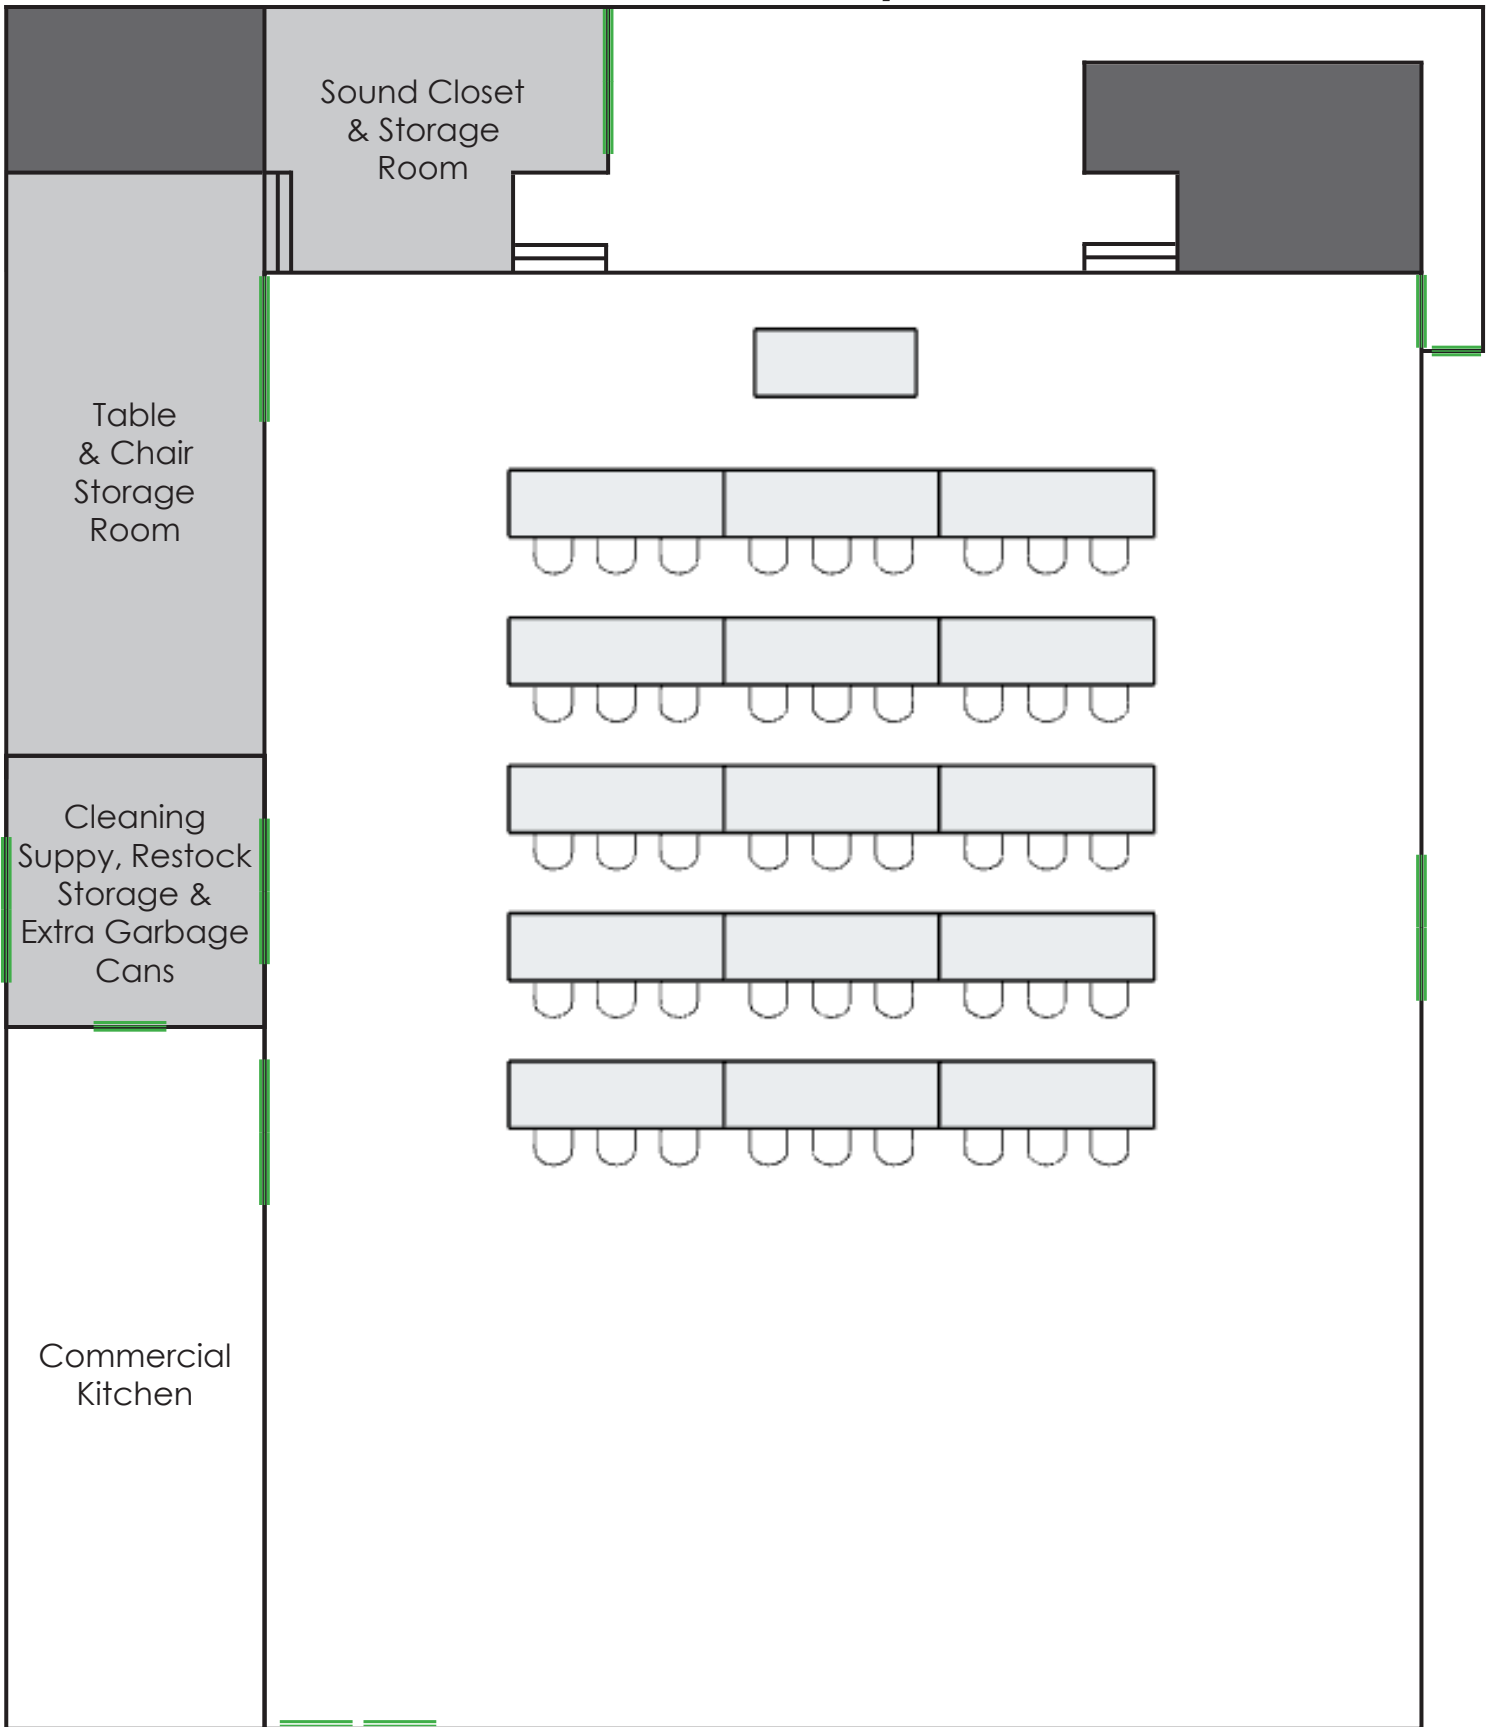 Sound Closet
& Storage
Room
Table
& Chair
Storage
Room
Cleaning
Suppy, Restock
Storage &
Extra Garbage
Cans
Commercial
Kitchen